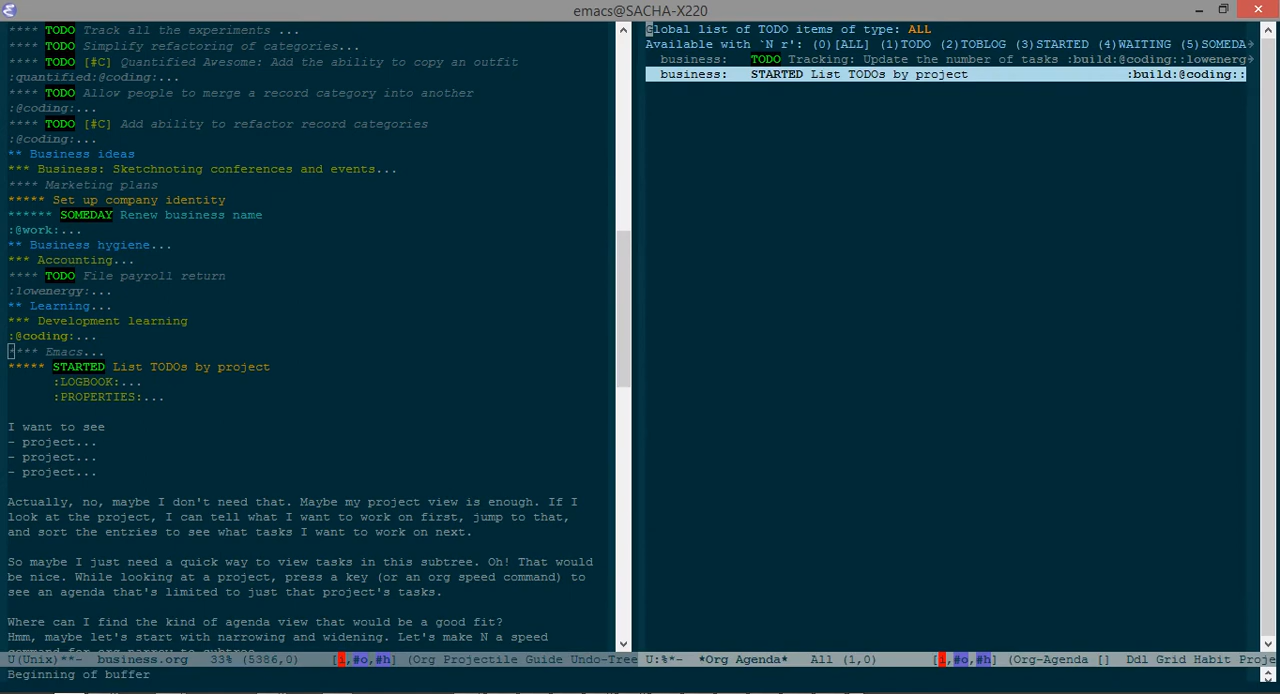 emacs@SACHA-X220
**** TODO Track all the experiments ...
**** TODO Simplify refactoring of categories...
**** TODO [#C] Quantified Awesome: Add the ability to copy an outfit
:quantified:@coding:...
**** TODO Allow people to merge a record category into another
:@coding:...
**** TODO [#C] Add ability to refactor record categories
:@coding:...
** Business ideas
*** Business: Sketchnoting conferences and events...
**** Marketing plans
***** Set up company identity
****** SOMEDAY Renew business name
:@work:...
** Business hygiene...
*** Accounting...
**** TODO File payroll return
:lowenergy:...
** Learning...
*** Development learning
:@coding:...
**** Emacs...
***** STARTED List TODOs by project
:LOGBOOK:...
:PROPERTIES:...
I want to see
- project...
- project...
- project...
Actually, no, maybe I don't need that. Maybe my project view is enough. If I
look at the project, I can tell what I want to work on first, jump to that,
and sort the entries to see what tasks I want to work on next.
So maybe I just need a quick way to view tasks in this subtree. Oh! That would
be nice. While looking at a project, press a key (or an org speed command) to
see an agenda that's limited to just that project's tasks.
Where can I find the kind of agenda view that would be a good fit?
Hmm, maybe let's start with narrowing and widening. Let's make N a speed
command for org-narrow-to-subtree.
U(Unix)**- business.org 33% (5386,0) [i,#o,#h] (Org Projectile Guide Undo-Tree
Beginning of buffer
Global list of TODO items of type: ALL
Available with `N r': (0)[ALL] (1)TODO (2)TOBLOG (3)STARTED (4)WAITING (5)SOMEDA
business: TODO Tracking: Update the number of tasks :build:@coding::lowenerg
business: STARTED List TODOs by project :build:@coding::
U:%*- *Org Agenda* All (1,0) [i,#o,#h] (Org-Agenda [] Ddl Grid Habit Proje